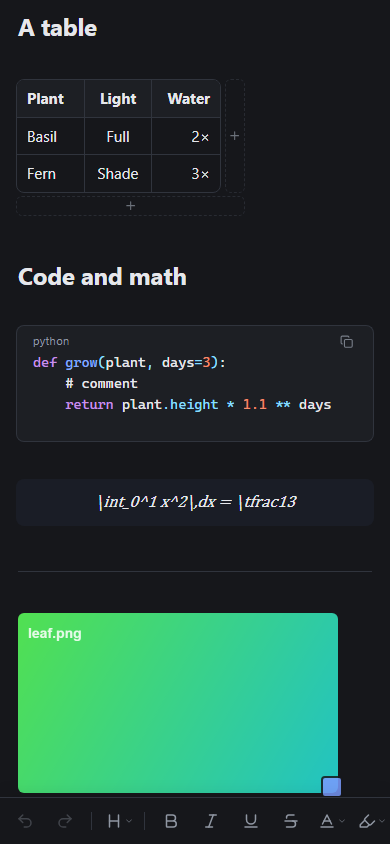 A table
Plant Light Water
Basil Full 2×
Fern Shade 3×
+
+
Code and math
python
def grow(plant, days=3):
    # comment
    return plant.height * 1.1 ** days
\int_0^1 x^2\,dx = \tfrac13
leaf.png
H B I U S A